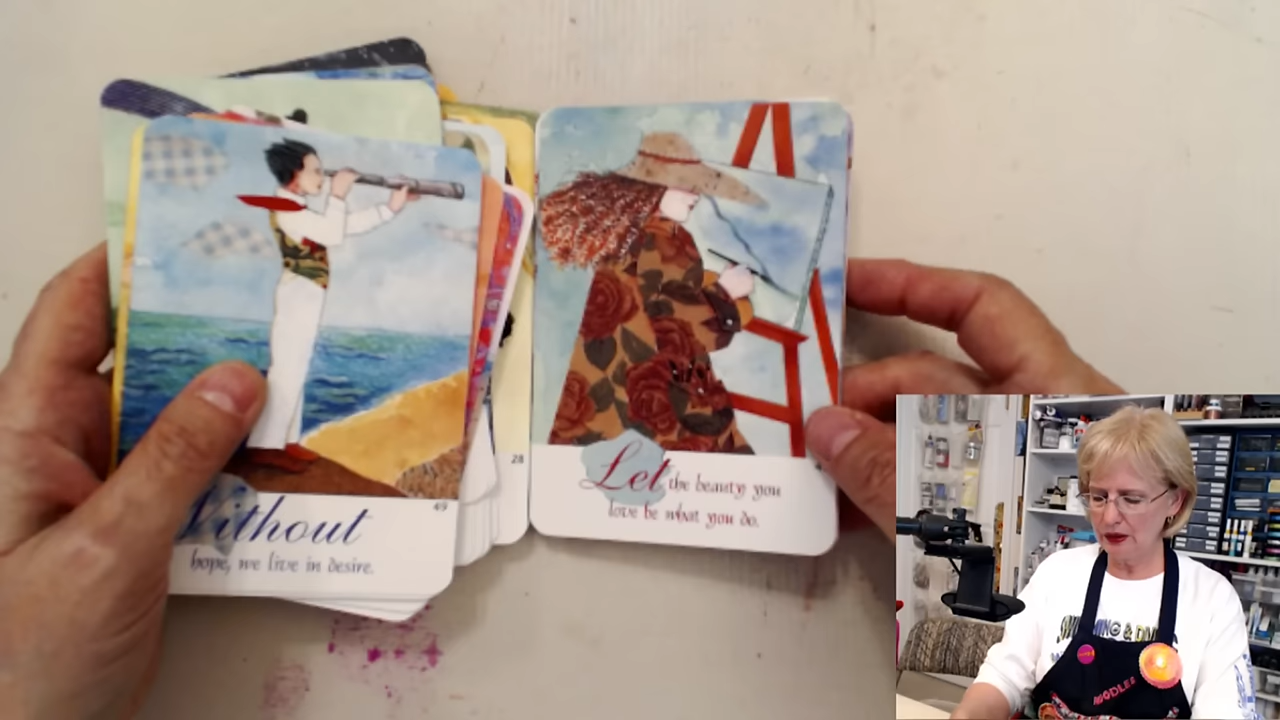 Without
hope, we live in desire.
49
28
Let the beauty you
love be what you do.